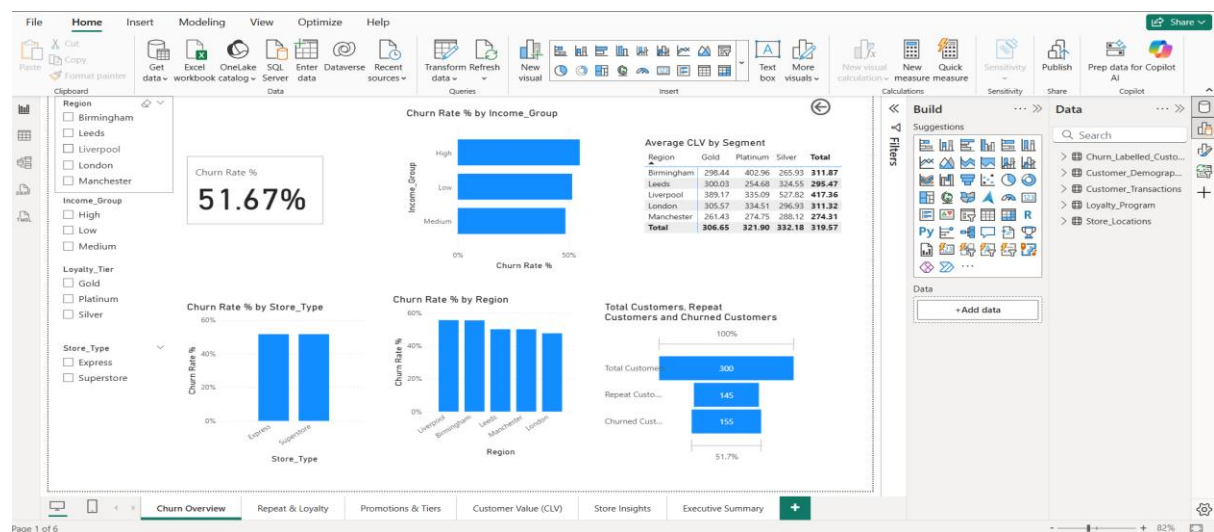 File Home Insert Modeling View Optimize Help Share
Paste Cut Copy Format painter
Get data Excel workbook OneLake catalog SQL Server Enter data Dataverse Recent sources Transform data Refresh New visual Text box More visuals New visual calculation New measure Quick measure Sensitivity Publish Prep data for Copilot AI Copilot
Clipboard Data Queries Insert Calculations Sensitivity Share Copilot
Region
Birmingham
Leeds
Liverpool
London
Manchester
Income_Group
High
Low
Medium
Loyalty_Tier
Gold
Platinum
Silver
Store_Type
Express
Superstore
Churn Rate %
51.67%
Churn Rate % by Income_Group
Income_Group
High
Low
Medium
0% 50%
Churn Rate %
Average CLV by Segment
Region Gold Platinum Silver Total
Birmingham 298.44 402.96 265.93 311.87
Leeds 300.03 254.68 324.55 295.47
Liverpool 389.17 335.09 527.82 417.36
London 305.57 334.51 296.93 311.32
Manchester 261.43 274.75 288.12 274.31
Total 306.65 321.90 332.18 319.57
Churn Rate % by Store_Type
Churn Rate %
60%
40%
20%
0%
Express Superstore
Store_Type
Churn Rate % by Region
Churn Rate %
60%
40%
20%
0%
Liverpool Birmingham Leeds Manchester London
Region
Total Customers, Repeat
Customers and Churned Customers
100%
Total Customers 300
Repeat Custo... 145
Churned Cust... 155
51.7%
Filters
Build
Suggestions
R
Py
Data
+Add data
Data
Search
Churn_Labelled_Custo...
Customer_Demograp...
Customer_Transactions
Loyalty_Program
Store_Locations
Churn Overview Repeat & Loyalty Promotions & Tiers Customer Value (CLV) Store Insights Executive Summary
Page 1 of 6 82%